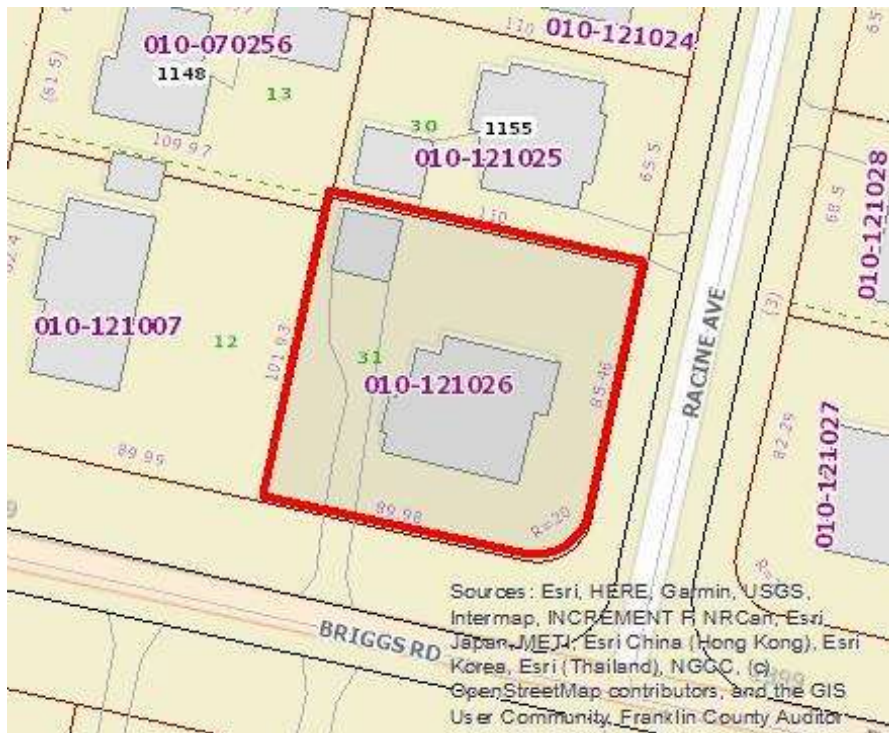 110
010-121024
010-070256
1148
(61.5)
13
109.97
30
1155
010-121025
65.5
110
68.5
010-121028
(3)
010-121007
12
101.93
31
010-121026
85.46
RACINE AVE
82.29
010-121027
89.95
89.98
R=20
BRIGGS RD
Sources: Esri, HERE, Garmin, USGS,
Intermap, INCREMENT P, NRCan, Esri
Japan, METI, Esri China (Hong Kong), Esri
Korea, Esri (Thailand), NGCC, (c)
OpenStreetMap contributors, and the GIS
User Community, Franklin County Auditor